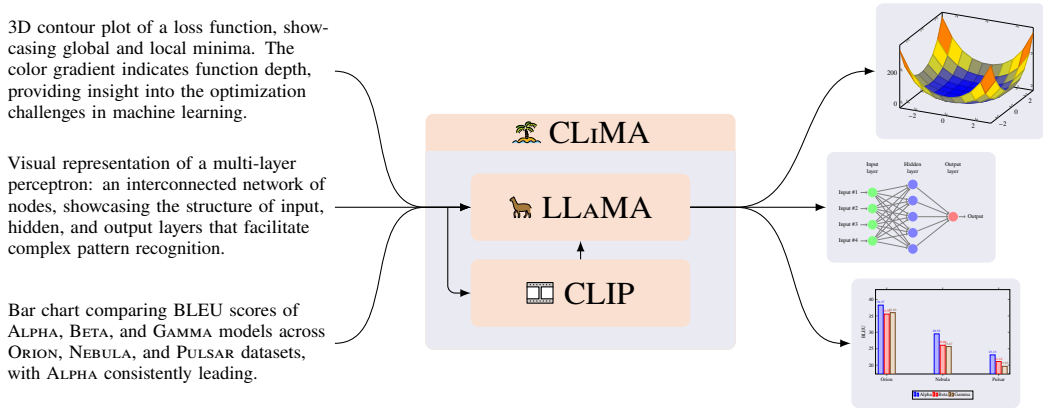 3D contour plot of a loss function, show-
casing global and local minima. The
color gradient indicates function depth,
providing insight into the optimization
challenges in machine learning.
Visual representation of a multi-layer
perceptron: an interconnected network of
nodes, showcasing the structure of input,
hidden, and output layers that facilitate
complex pattern recognition.
Bar chart comparing BLEU scores of
ALPHA, BETA, and GAMMA models across
ORION, NEBULA, and PULSAR datasets,
with ALPHA consistently leading.
CLiMA
LLaMA
CLIP
200
0
−2
0
2
−2
0
2
Input layer
Hidden layer
Output layer
Input #1
Input #2
Input #3
Input #4
Output
BLEU
40
35
30
25
20
Orion
Nebula
Pulsar
Alpha
Beta
Gamma